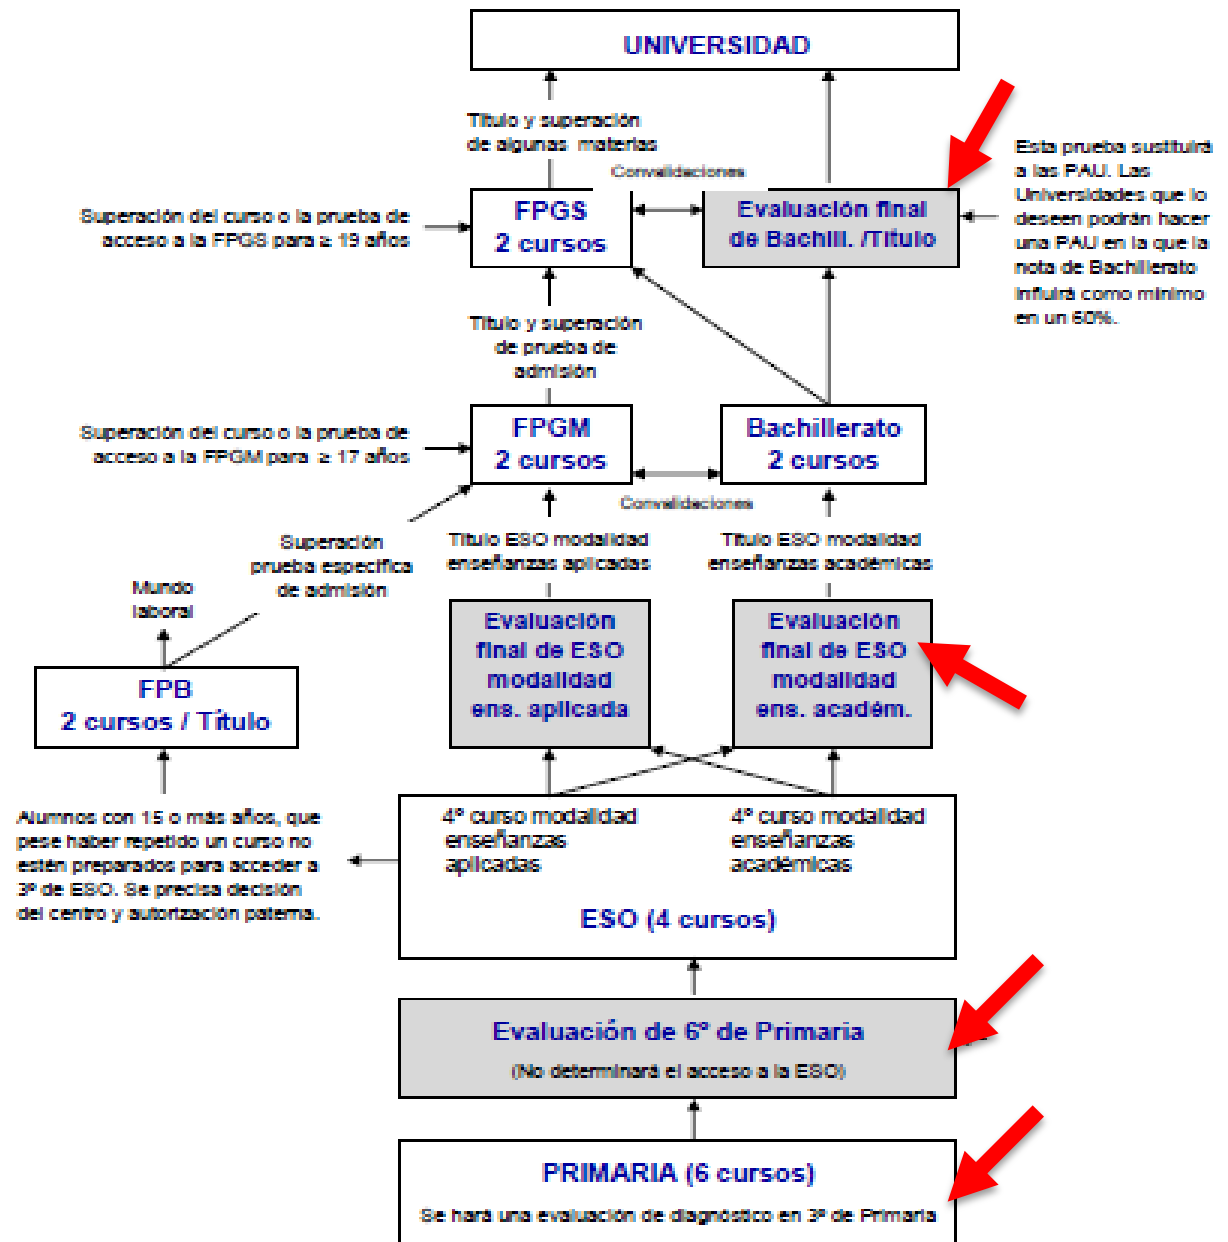 UNIVERSIDAD
Título y superación
de algunas materias
Convalidaciones
Esta prueba sustituirá
a las PAU. Las
Universidades que lo
deseen podrán hacer
una PAU en la que la
nota de Bachillerato
influirá como mínimo
en un 60%.
Superación del curso o la prueba de
acceso a la FPGS para ≥ 19 años
FPGS
2 cursos
Evaluación final
de Bachill. /Título
Título y superación
de prueba de
admisión
Superación del curso o la prueba de
acceso a la FPGM para ≥ 17 años
FPGM
2 cursos
Bachillerato
2 cursos
Convalidaciones
Superación
prueba específica
de admisión
Título ESO modalidad
enseñanzas aplicadas
Título ESO modalidad
enseñanzas académicas
Mundo
laboral
Evaluación
final de ESO
modalidad
ens. aplicada
Evaluación
final de ESO
modalidad
ens. académ.
FPB
2 cursos / Título
Alumnos con 15 o más años, que
pese haber repetido un curso no
estén preparados para acceder a
3º de ESO. Se precisa decisión
del centro y autorización paterna.
4º curso modalidad
enseñanzas
aplicadas
4º curso modalidad
enseñanzas
académicas
ESO (4 cursos)
Evaluación de 6º de Primaria
(No determinará el acceso a la ESO)
PRIMARIA (6 cursos)
Se hará una evaluación de diagnóstico en 3º de Primaria